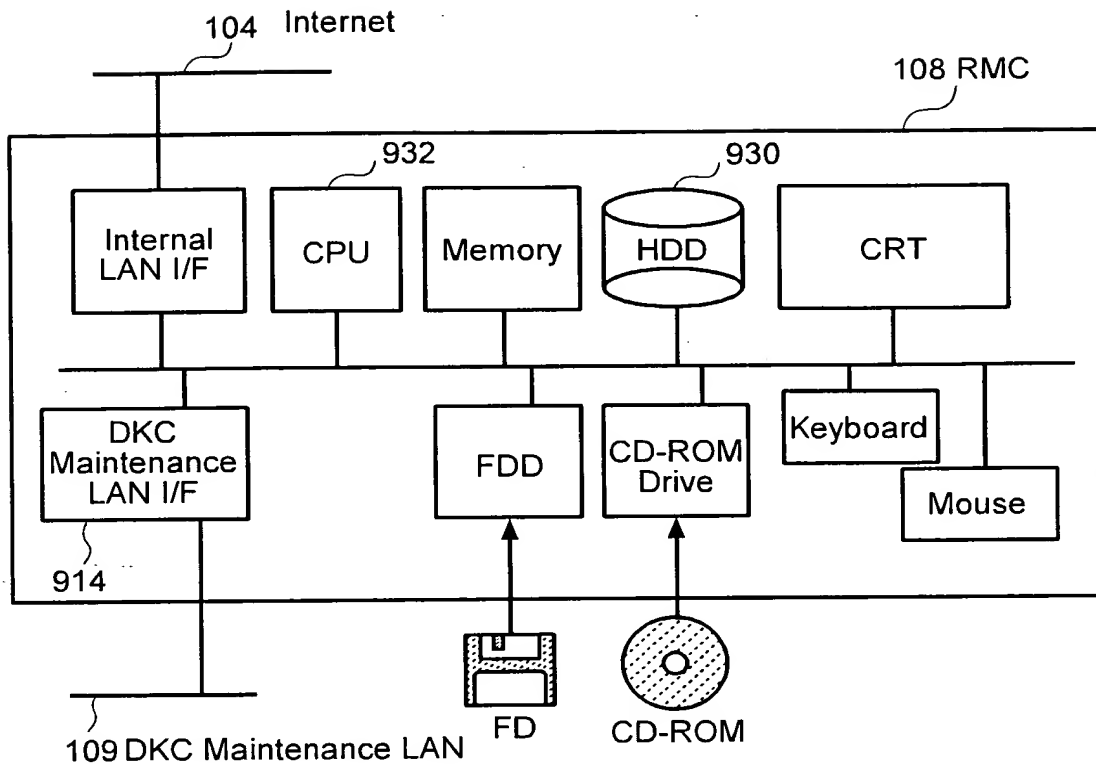 104 Internet
108 RMC
932
930
Internal
LAN I/F
CPU
Memory
HDD
CRT
DKC
Maintenance
LAN I/F
FDD
CD-ROM
Drive
Keyboard
Mouse
914
FD
CD-ROM
109 DKC Maintenance LAN